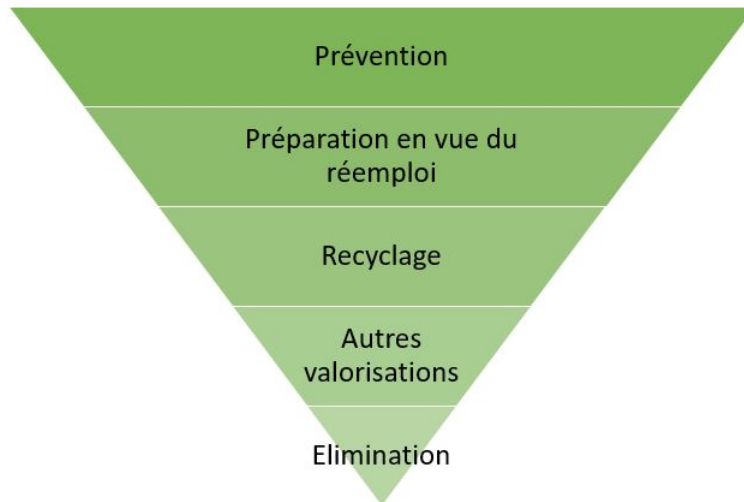 Prévention
Préparation en vue du
réemploi
Recyclage
Autres
valorisations
Elimination